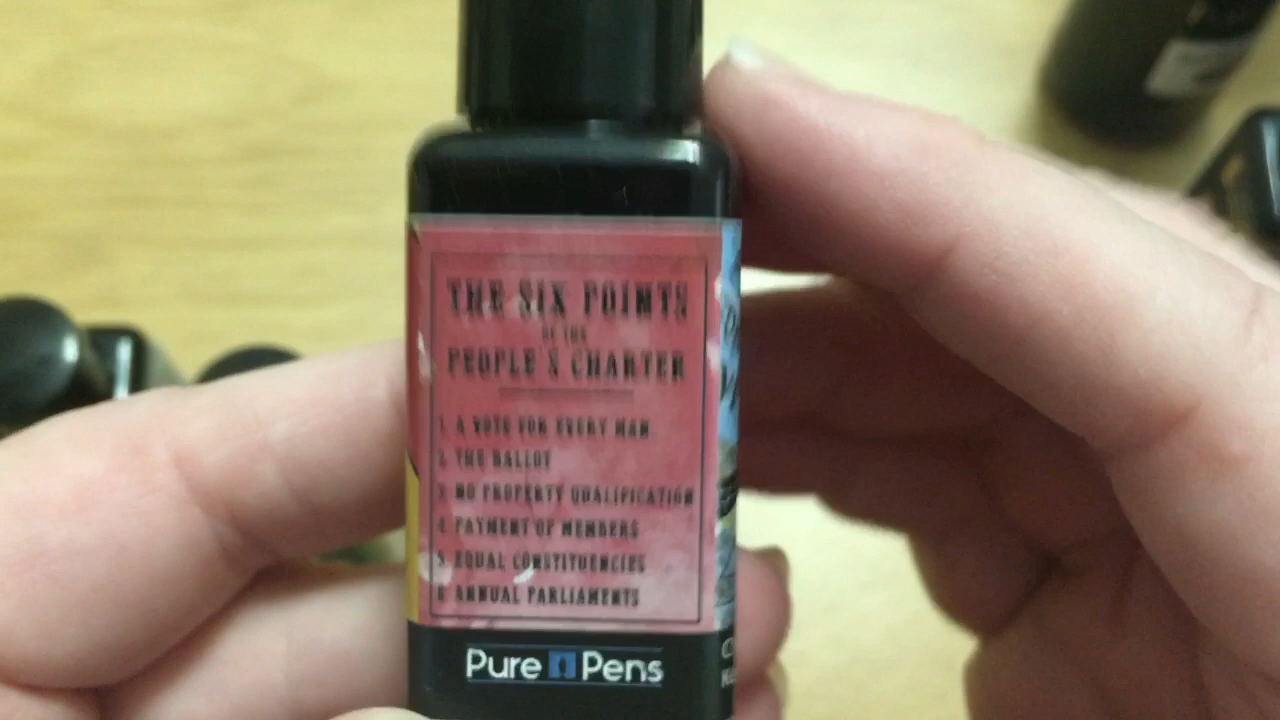 THE SIX POINTS
OF THE
PEOPLE'S CHARTER
1. A VOTE FOR EVERY MAN
2. THE BALLOT
3. NO PROPERTY QUALIFICATION
4. PAYMENT OF MEMBERS
5. EQUAL CONSTITUENCIES
6. ANNUAL PARLIAMENTS
Pure Pens